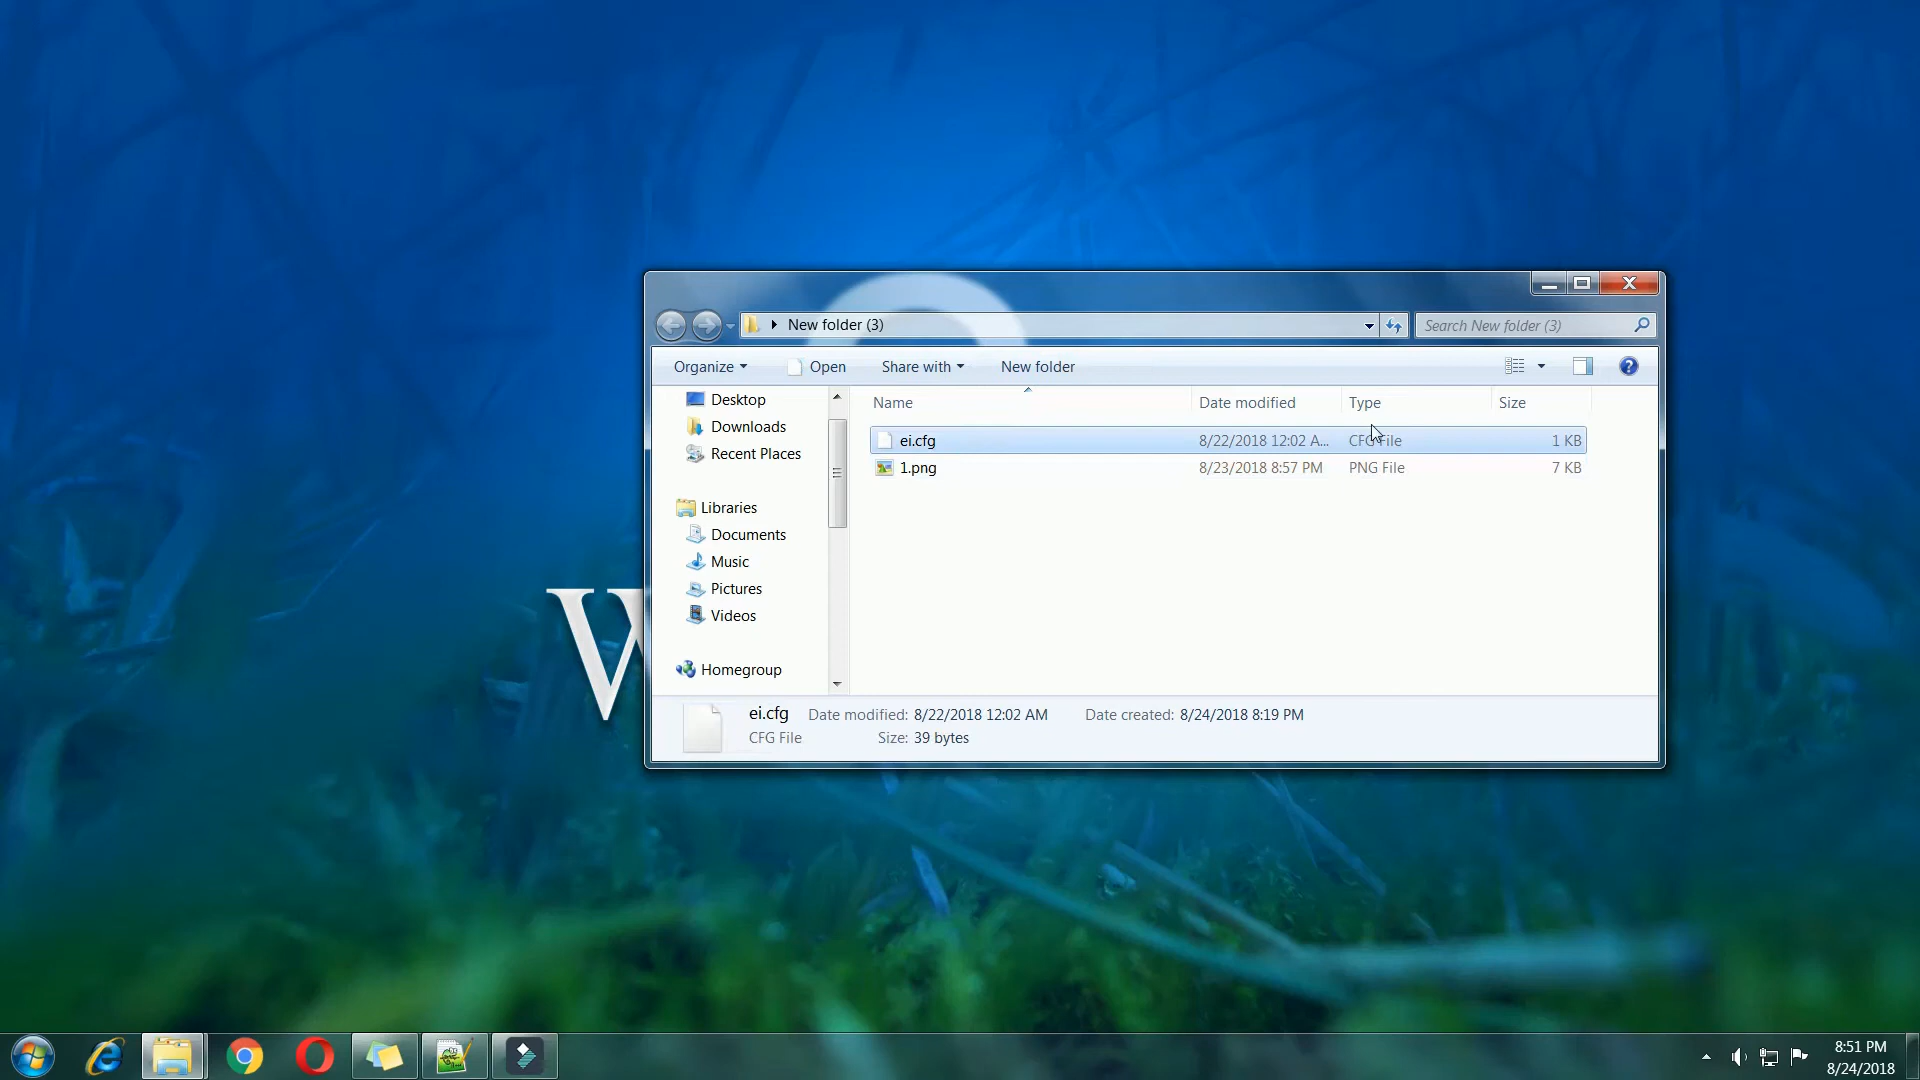 New folder (3)
Search New folder (3)
Organize
Open
Share with
New folder
Desktop
Downloads
Recent Places
Libraries
Documents
Music
Pictures
Videos
Homegroup
Name
Date modified
Type
Size
ei.cfg
8/22/2018 12:02 A...
CFG File
1 KB
1.png
8/23/2018 8:57 PM
PNG File
7 KB
ei.cfg
Date modified: 8/22/2018 12:02 AM
Date created: 8/24/2018 8:19 PM
CFG File
Size: 39 bytes
W
8:51 PM
8/24/2018